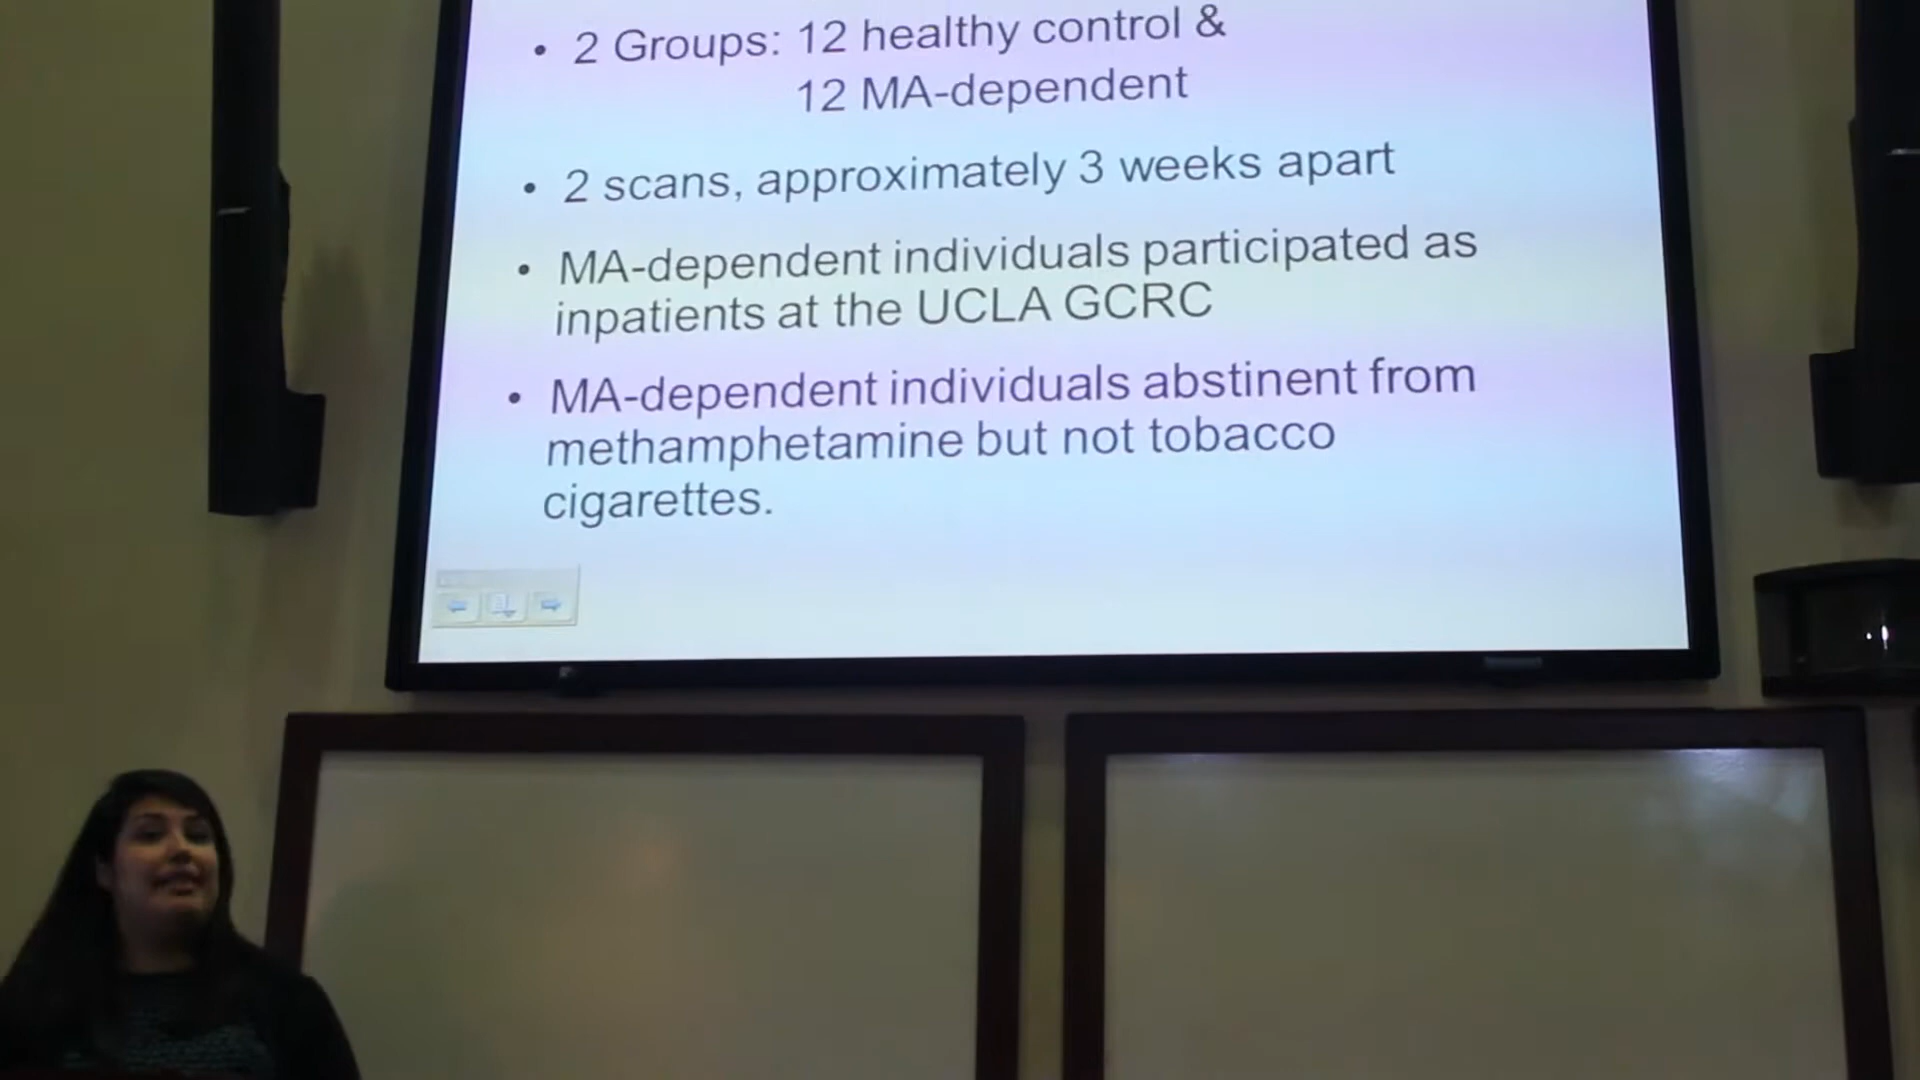 • 2 Groups: 12 healthy control &
12 MA-dependent
• 2 scans, approximately 3 weeks apart
• MA-dependent individuals participated as
inpatients at the UCLA GCRC
• MA-dependent individuals abstinent from
methamphetamine but not tobacco
cigarettes.